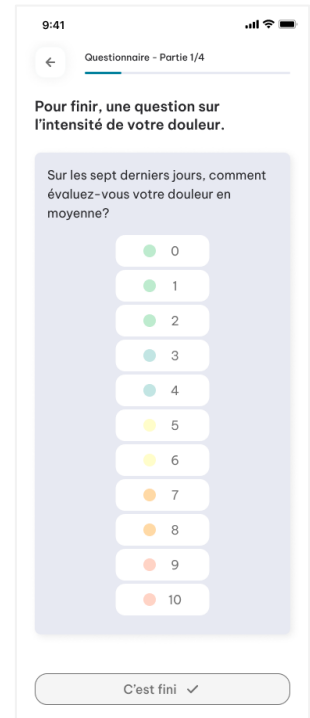 9:41
Questionnaire - Partie 1/4
Pour finir, une question sur
l'intensité de votre douleur.
Sur les sept derniers jours, comment
évaluez-vous votre douleur en
moyenne?
0
1
2
3
4
5
6
7
8
9
10
C'est fini